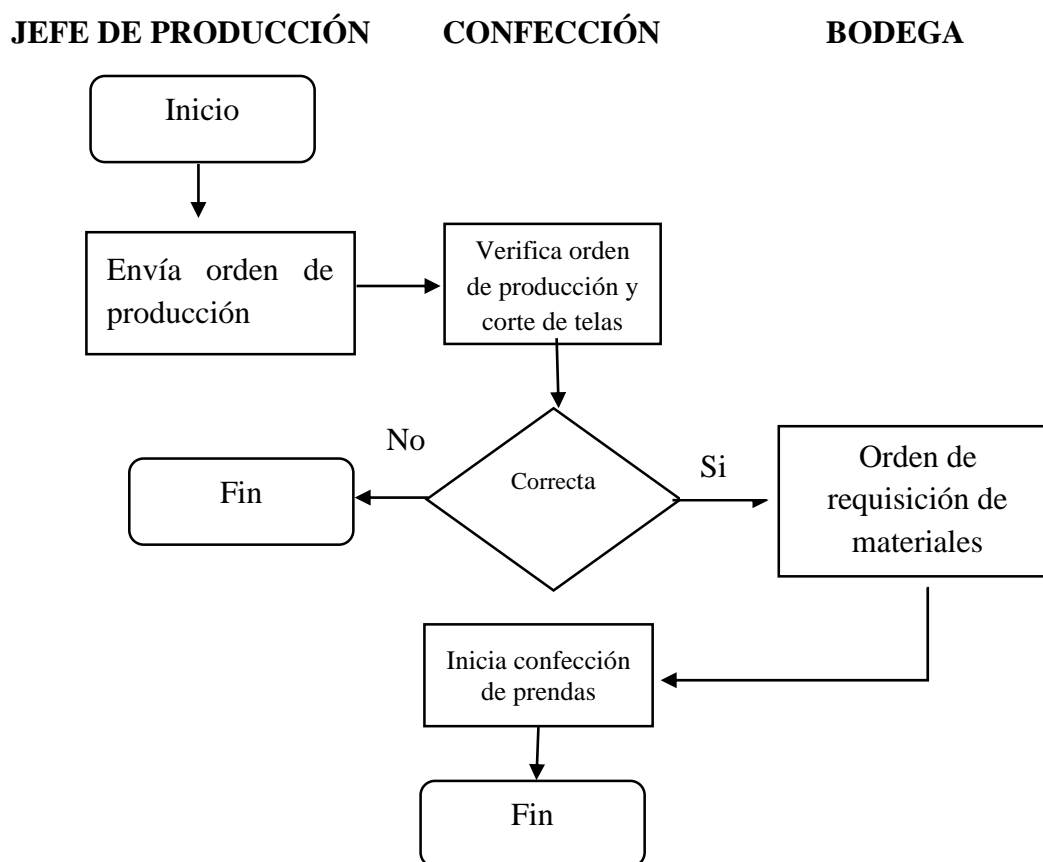 JEFE DE PRODUCCIÓN CONFECCIÓN BODEGA
Inicio
Envía orden de
producción
Verifica orden
de producción y
corte de telas
No
Correcta
Si
Fin
Orden de
requisición de
materiales
Inicia confección
de prendas
Fin